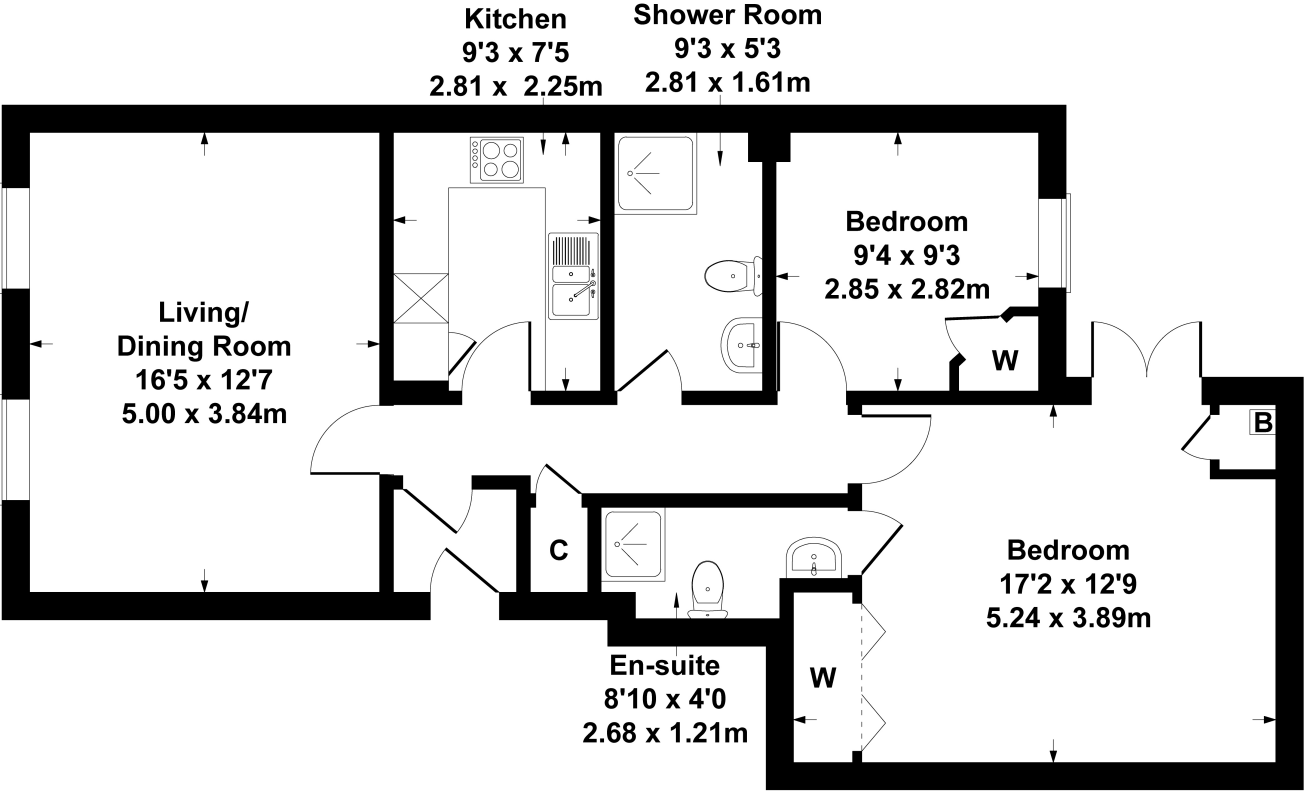 Kitchen
9'3 x 7'5
2.81 x 2.25m
Shower Room
9'3 x 5'3
2.81 x 1.61m
Living/
Dining Room
16'5 x 12'7
5.00 x 3.84m
Bedroom
9'4 x 9'3
2.85 x 2.82m
W
B
C
Bedroom
17'2 x 12'9
5.24 x 3.89m
W
En-suite
8'10 x 4'0
2.68 x 1.21m